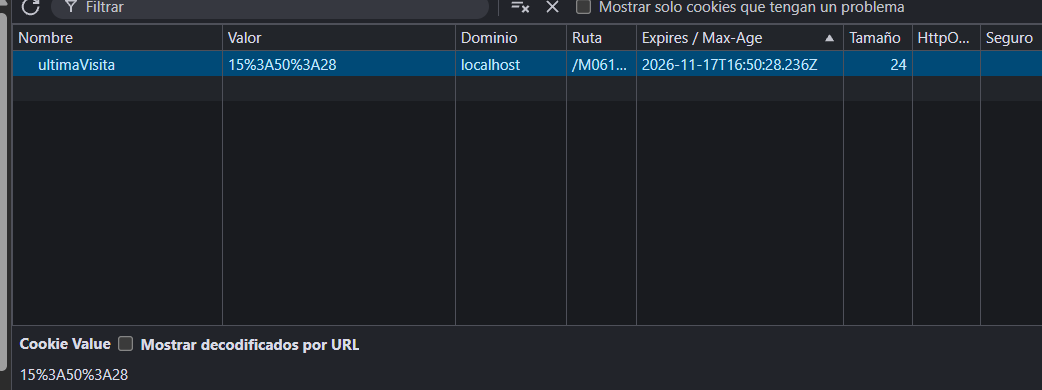 Filtrar Mostrar solo cookies que tengan un problema
Nombre Valor Dominio Ruta Expires / Max-Age Tamaño HttpO... Seguro
ultimaVisita 15%3A50%3A28 localhost /M061... 2026-11-17T16:50:28.236Z 24
Cookie Value Mostrar decodificados por URL
15%3A50%3A28